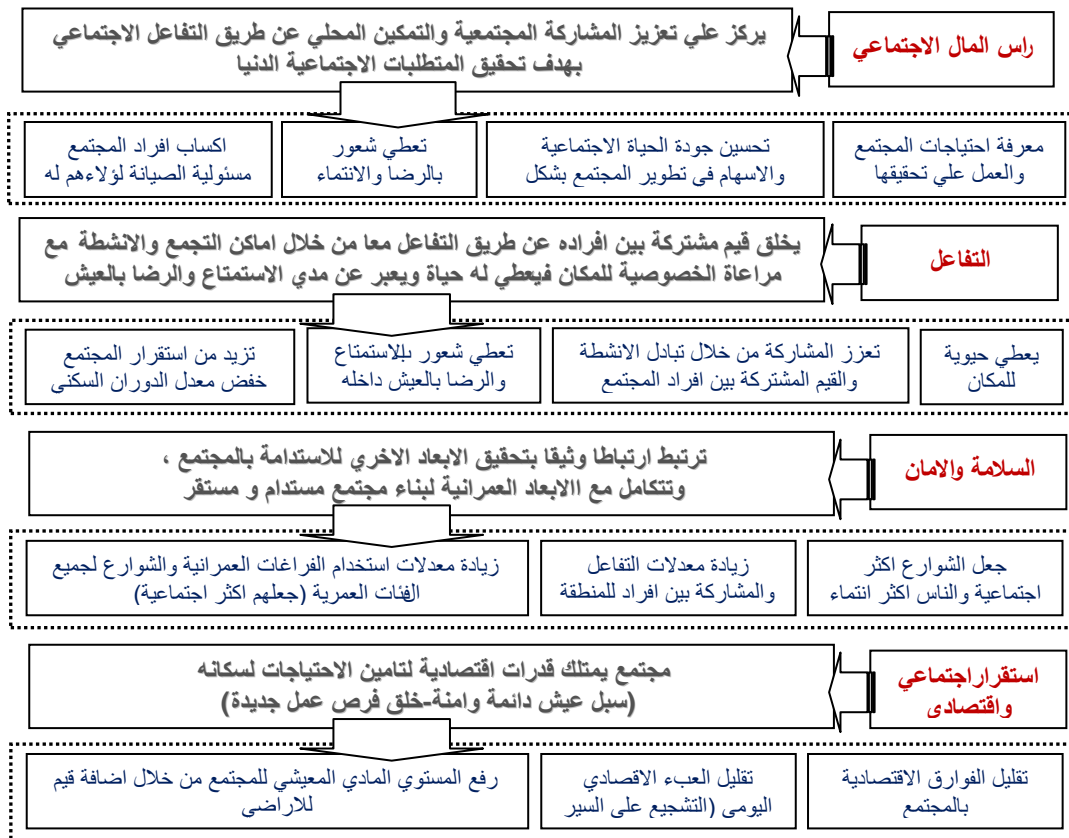 راس المال الاجتماعي
يركز علي تعزيز المشاركة المجتمعية والتمكين المحلي عن طريق التفاعل الاجتماعي
بهدف تحقيق المتطلبات الاجتماعية الدنيا
معرفة احتياجات المجتمع
والعمل علي تحقيقها
تحسين جودة الحياة الاجتماعية
والاسهام في تطوير المجتمع بشكل
تعطي شعور
بالرضا والانتماء
اكساب افراد المجتمع
مسئولية الصيانة لؤلاءهم له
التفاعل
يخلق قيم مشتركة بين افراده عن طريق التفاعل معا من خلال اماكن التجمع والانشطة مع
مراعاة الخصوصية للمكان فيعطي له حياة ويعبر عن مدي الاستمتاع والرضا بالعيش
يعطي حيوية
للمكان
تعزز المشاركة من خلال تبادل الانشطة
والقيم المشتركة بين افراد المجتمع
تعطي شعور بالاستمتاع
والرضا بالعيش داخله
تزيد من استقرار المجتمع
خفض معدل الدوران السكنى
السلامة والامان
ترتبط ارتباطا وثيقا بتحقيق الابعاد الاخري للاستدامة بالمجتمع ،
وتتكامل مع االابعاد العمرانية لبناء مجتمع مستدام و مستقر
جعل الشوارع اكثر
اجتماعية والناس اكثر انتماء
زيادة معدلات التفاعل
والمشاركة بين افراد للمنطقة
زيادة معدلات استخدام الفراغات العمرانية والشوارع لجميع
الفئات العمرية (جعلهم اكثر اجتماعية)
استقراراجتماعي
واقتصادى
مجتمع يمتلك قدرات اقتصادية لتامين الاحتياجات لسكانه
(سبل عيش دائمة وامنة-خلق فرص عمل جديدة)
تقليل الفوارق الاقتصادية
بالمجتمع
تقليل العبء الاقصادي
اليومى (التشجيع على السير
رفع المستوي المادي المعيشي للمجتمع من خلال اضافة قيم
للاراضى